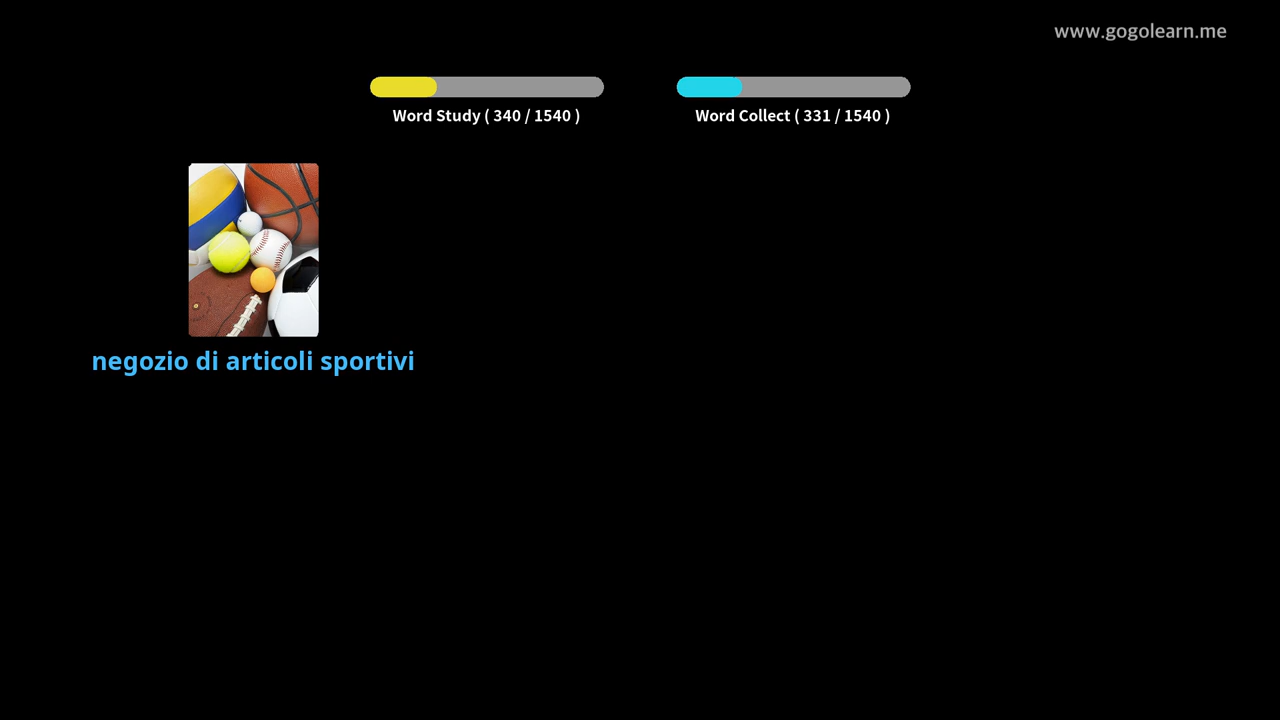 www.gogolearn.me
Word Study ( 340 / 1540 )
Word Collect ( 331 / 1540 )
negozio di articoli sportivi